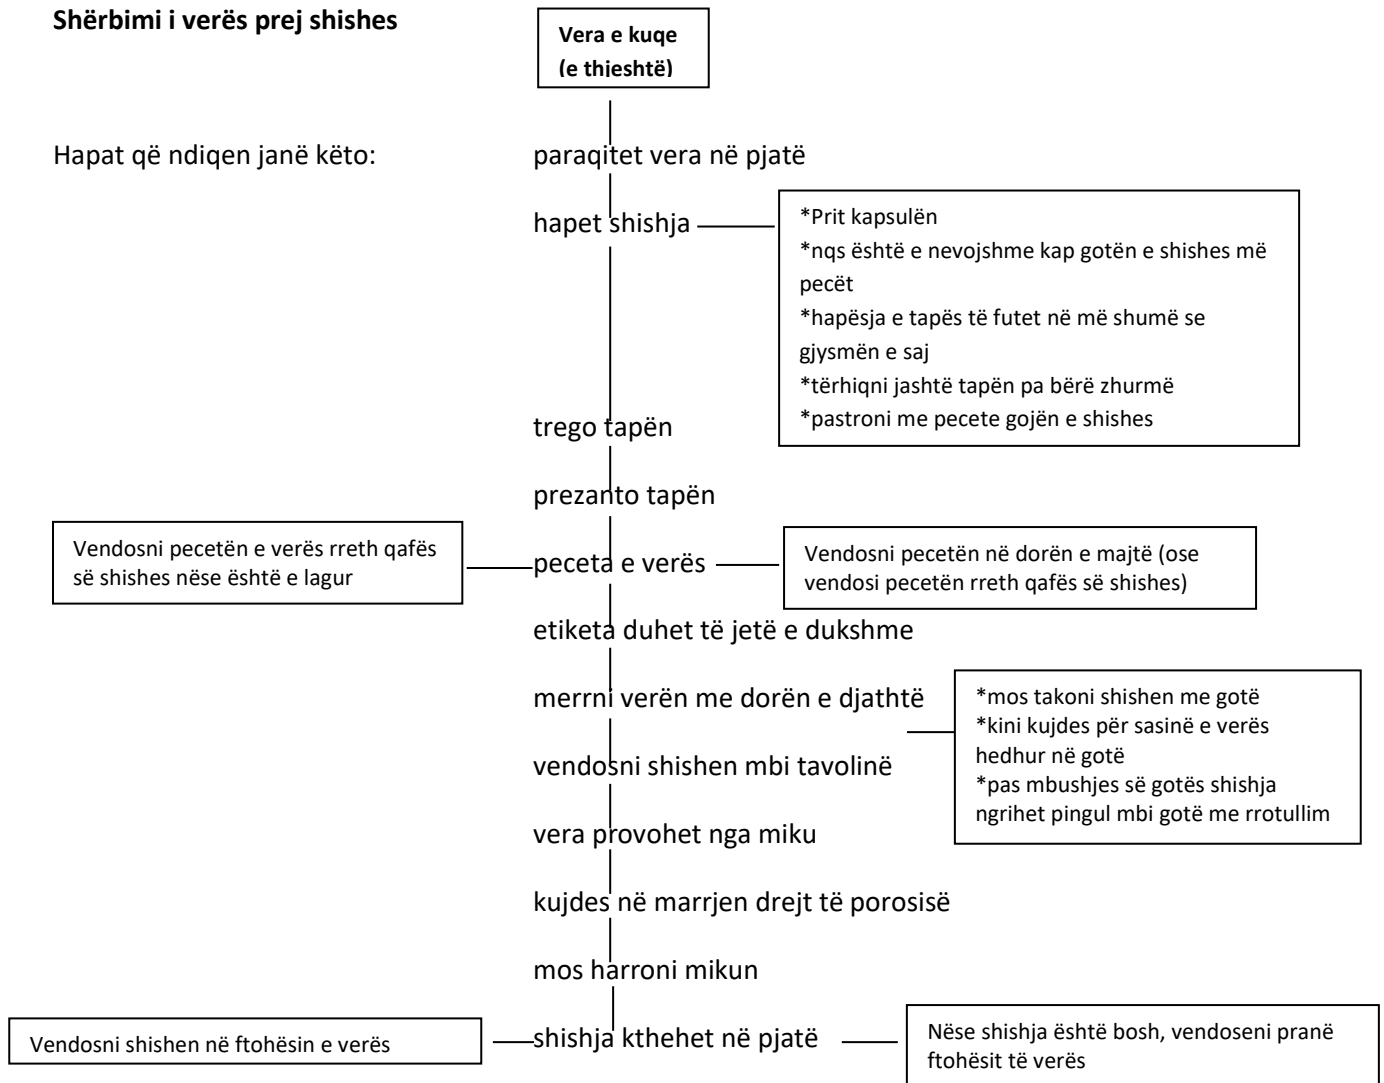 Shërbimi i verës prej shishes
Vera e kuqe
(e thjeshtë)
Hapat që ndiqen janë këto:
paraqitet vera në pjatë
hapet shishja
*Prit kapsulën
*nqs është e nevojshme kap gotën e shishes më
pecët
*hapësja e tapës të futet në më shumë se
gjysmën e saj
*tërhiqni jashtë tapën pa bërë zhurmë
*pastroni me pecete gojën e shishes
trego tapën
prezanto tapën
Vendosni pecetën e verës rreth qafës
së shishes nëse është e lagur
peceta e verës
Vendosni pecetën në dorën e majtë (ose
vendosi pecetën rreth qafës së shishes)
etiketa duhet të jetë e dukshme
merrni verën me dorën e djathtë
*mos takoni shishen me gotë
*kini kujdes për sasinë e verës
hedhur në gotë
*pas mbushjes së gotës shishja
ngrihet pingul mbi gotë me rrotullim
vendosni shishen mbi tavolinë
vera provohet nga miku
kujdes në marrjen drejt të porosisë
mos harroni mikun
Vendosni shishen në ftohësin e verës
shishja kthehet në pjatë
Nëse shishja është bosh, vendoseni pranë
ftohësit të verës